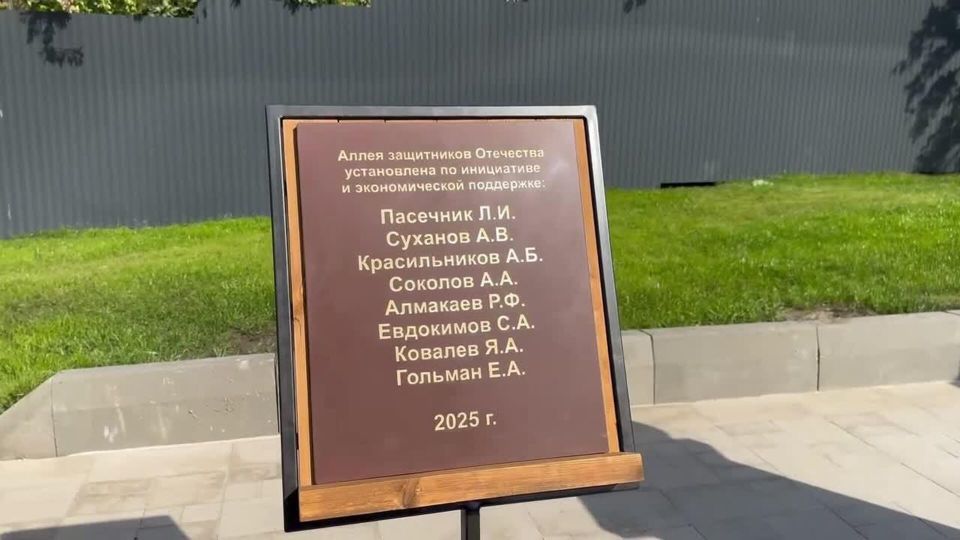 Аллея защитников Отечества
установлена по инициативе
и экономической поддержке:
Пасечник Л.И.
Суханов А.В.
Красильников А.Б.
Соколов А.А.
Алмакаев Р.Ф.
Евдокимов С.А.
Ковалев Я.А.
Гольман Е.А.
2025 г.